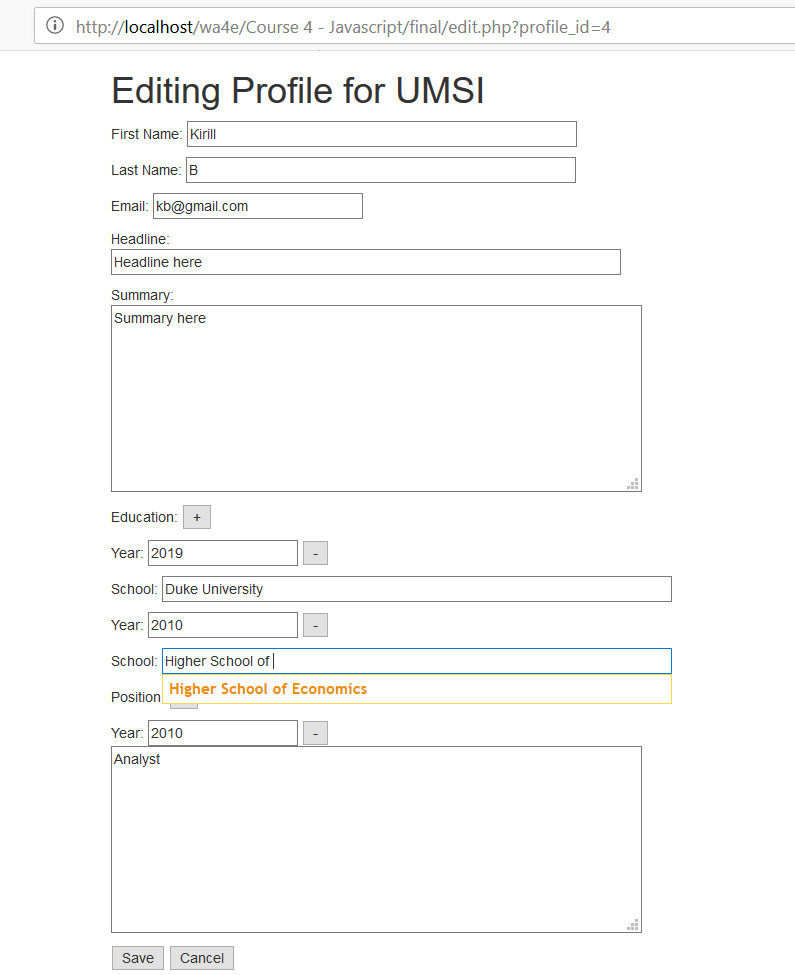 http://localhost/wa4e/Course 4 - Javascript/final/edit.php?profile_id=4
Editing Profile for UMSI
First Name: Kirill
Last Name: B
Email: kb@gmail.com
Headline:
Headline here
Summary:
Summary here
Education: +
Year: 2019 -
School: Duke University
Year: 2010 -
School: Higher School of
Higher School of Economics
Position
Year: 2010 -
Analyst
Save Cancel